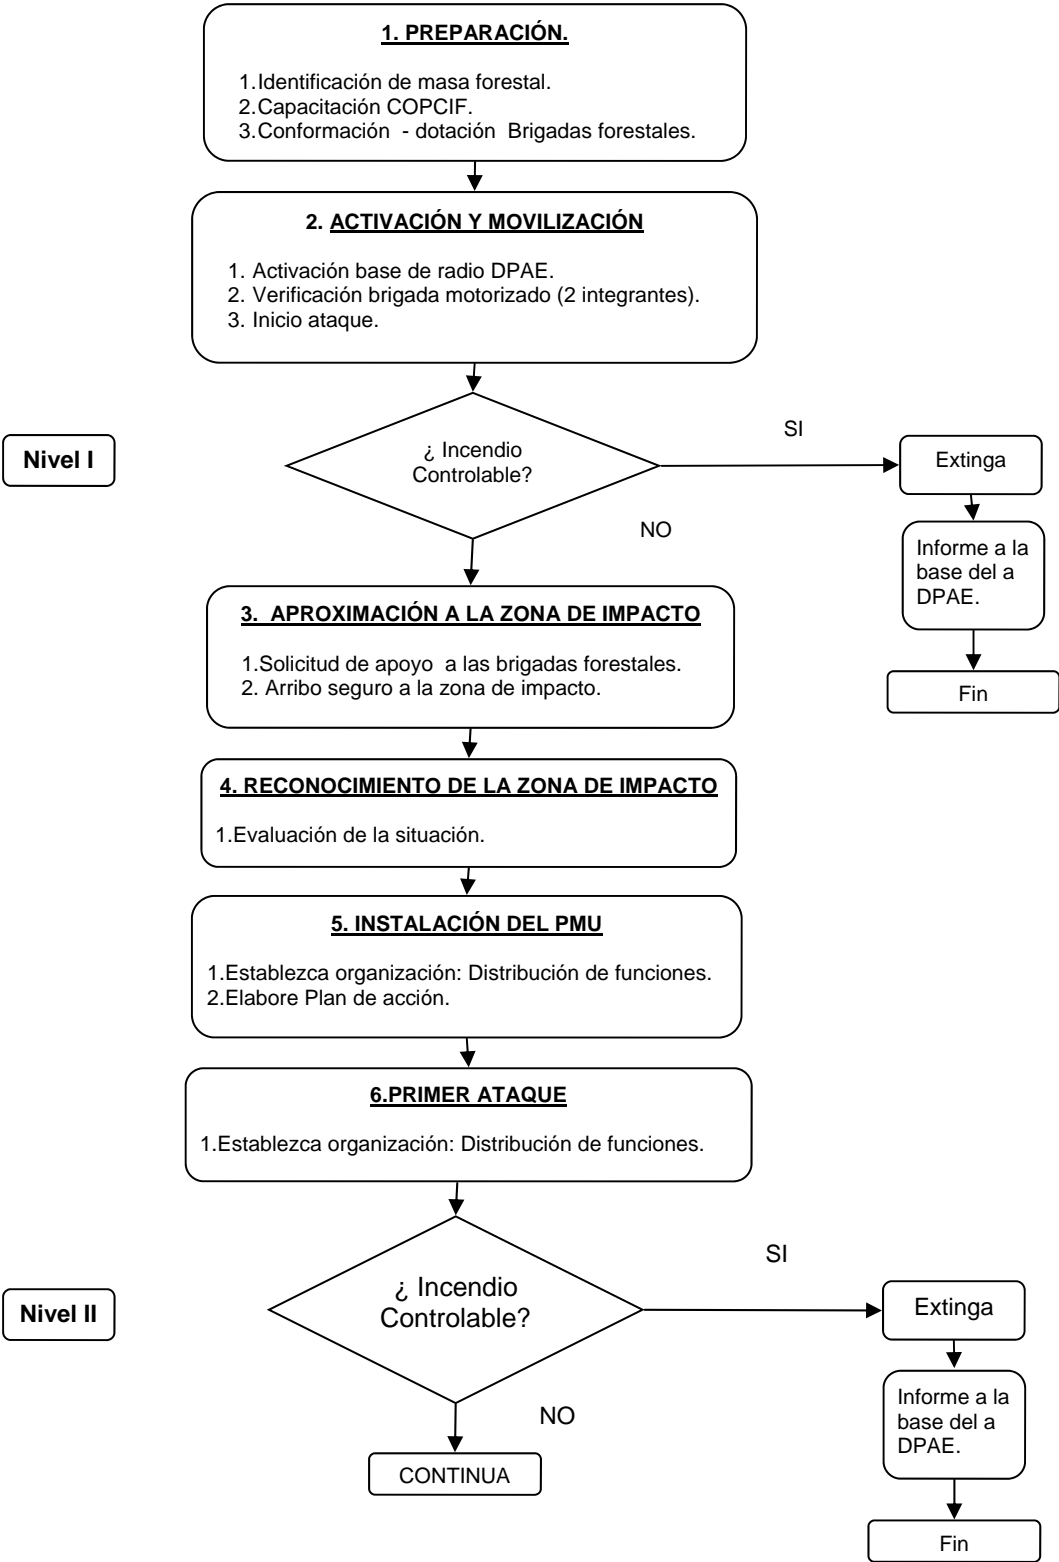 1. PREPARACIÓN.
1.Identificación de masa forestal.
2.Capacitación COPCIF.
3.Conformación - dotación Brigadas forestales.
2. ACTIVACIÓN Y MOVILIZACIÓN
1. Activación base de radio DPAE.
2. Verificación brigada motorizado (2 integrantes).
3. Inicio ataque.
Nivel I
¿ Incendio
Controlable?
SI
Extinga
NO
Informe a la
base del a
DPAE.
Fin
3. APROXIMACIÓN A LA ZONA DE IMPACTO
1.Solicitud de apoyo a las brigadas forestales.
2. Arribo seguro a la zona de impacto.
4. RECONOCIMIENTO DE LA ZONA DE IMPACTO
1.Evaluación de la situación.
5. INSTALACIÓN DEL PMU
1.Establezca organización: Distribución de funciones.
2.Elabore Plan de acción.
6.PRIMER ATAQUE
1.Establezca organización: Distribución de funciones.
Nivel II
¿ Incendio
Controlable?
SI
Extinga
Informe a la
base del a
DPAE.
Fin
NO
CONTINUA